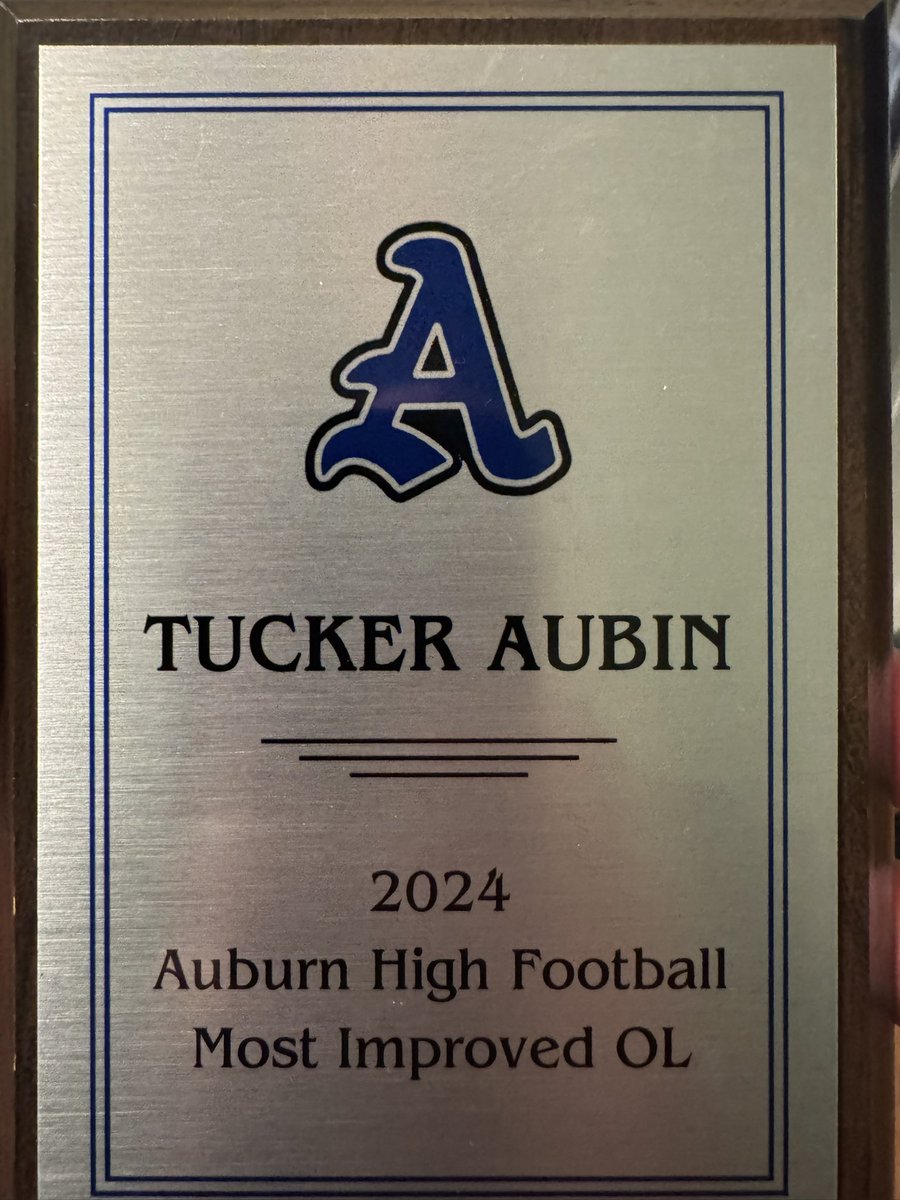 A
TUCKER AUBIN
2024
Auburn High Football
Most Improved OL